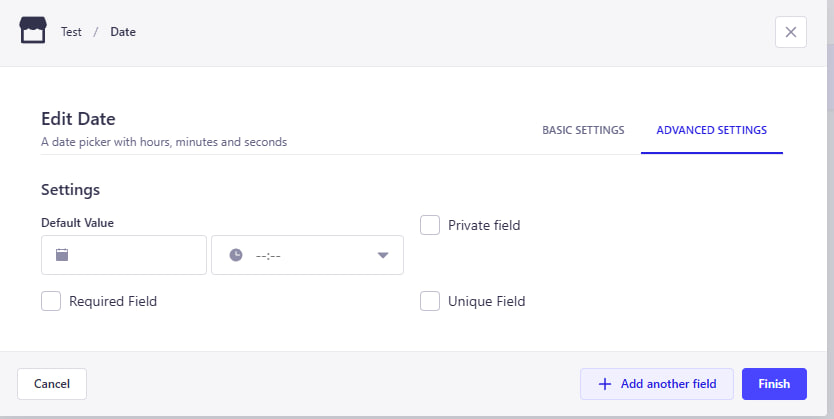 Test / Date
Edit Date
A date picker with hours, minutes and seconds
BASIC SETTINGS
ADVANCED SETTINGS
Settings
Default Value
--:--
Private field
Required Field
Unique Field
Cancel
Add another field
Finish